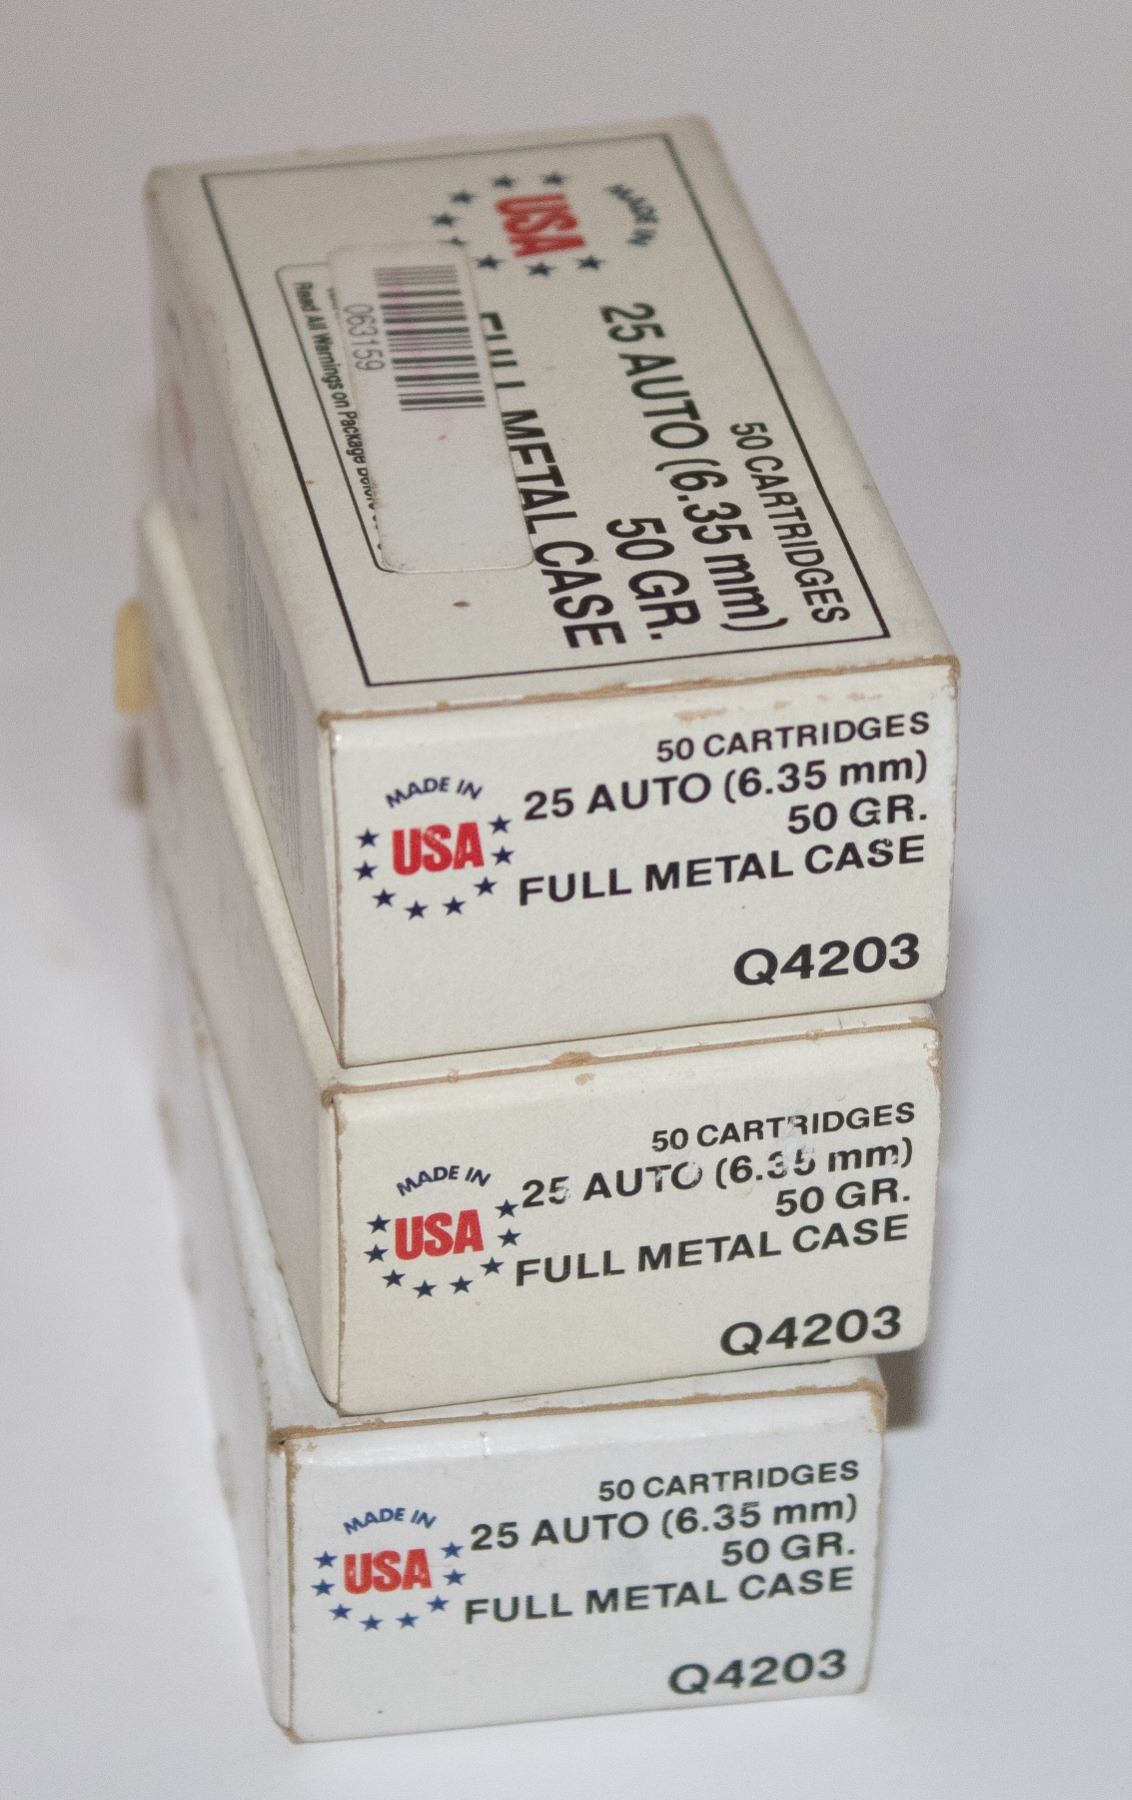 MADE IN
USA
50 CARTRIDGES
25 AUTO (6.35 mm)
50 GR.
FULL METAL CASE
063159
Read All Warnings on Package
50 CARTRIDGES
25 AUTO (6.35 mm)
50 GR.
FULL METAL CASE
MADE IN
USA
Q4203
50 CARTRIDGES
25 AUTO (6.35 mm)
50 GR.
FULL METAL CASE
MADE IN
USA
Q4203
50 CARTRIDGES
25 AUTO (6.35 mm)
50 GR.
FULL METAL CASE
MADE IN
USA
Q4203